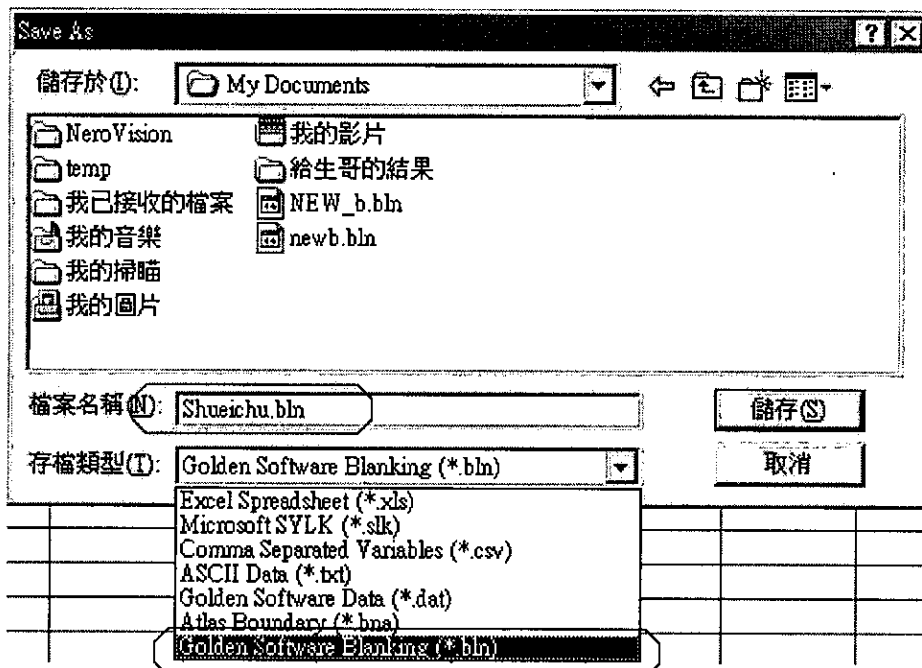 Save As
儲存於(I): My Documents
NeroVision
temp
我已接收的檔案
我的音樂
我的掃瞄
我的圖片
我的影片
給生哥的結果
NEW_b.bln
newb.bln
檔案名稱(N): Shueichu.bln 儲存(S)
存檔類型(T): Golden Software Blanking (*.bln) 取消
Excel Spreadsheet (*.xls)
Microsoft SYLK (*.slk)
Comma Separated Variables (*.csv)
ASCII Data (*.txt)
Golden Software Data (*.dat)
Atlas Boundary (*.bna)
Golden Software Blanking (*.bln)